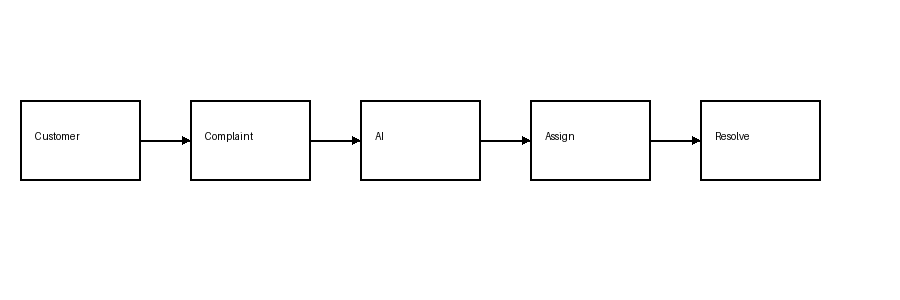 Customer
Complaint
AI
Assign
Resolve